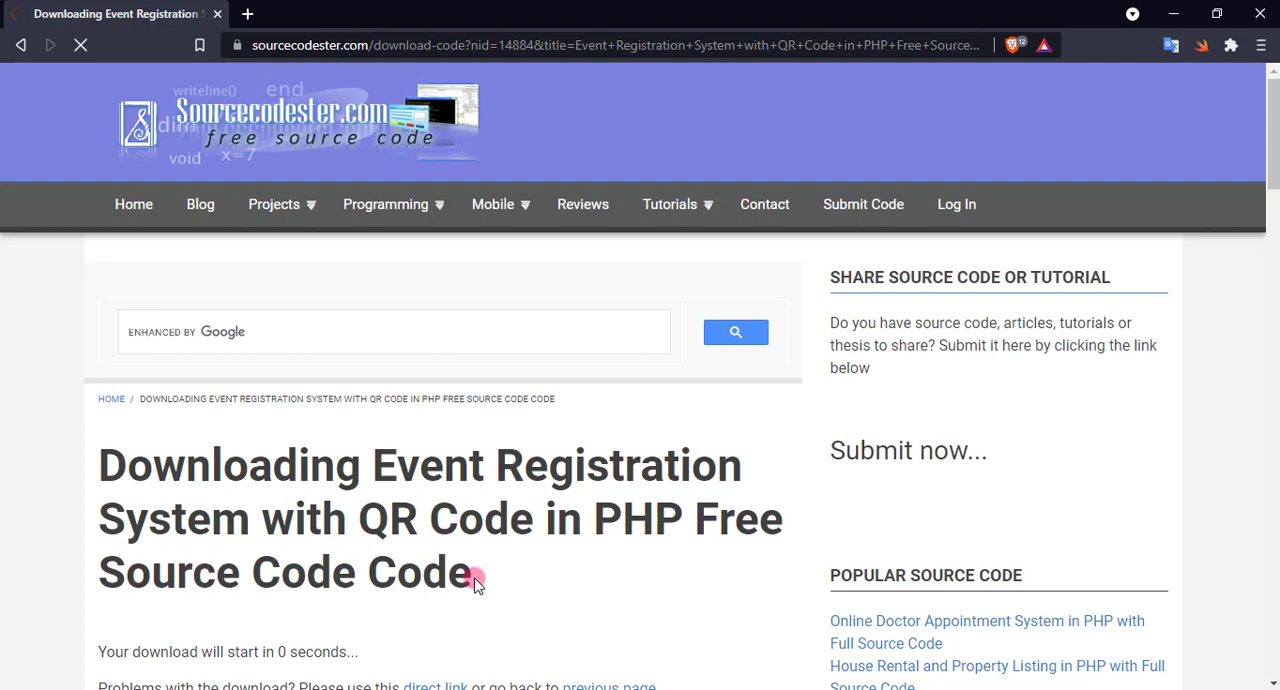 Downloading Event Registration S
sourcecodester.com/download-code?nid=14884&title=Event+Registration+System+with+QR+Code+in+PHP+Free+Source...
12
writeline() end
Sourcecodester.com
free source code
void x=7
Home Blog Projects Programming Mobile Reviews Tutorials Contact Submit Code Log In
ENHANCED BY Google
HOME / DOWNLOADING EVENT REGISTRATION SYSTEM WITH QR CODE IN PHP FREE SOURCE CODE CODE
Downloading Event Registration
System with QR Code in PHP Free
Source Code Code
Your download will start in 0 seconds...
Problems with the download? Please use this direct link or go back to previous page
SHARE SOURCE CODE OR TUTORIAL
Do you have source code, articles, tutorials or
thesis to share? Submit it here by clicking the link
below
Submit now...
POPULAR SOURCE CODE
Online Doctor Appointment System in PHP with
Full Source Code
House Rental and Property Listing in PHP with Full
Source Code